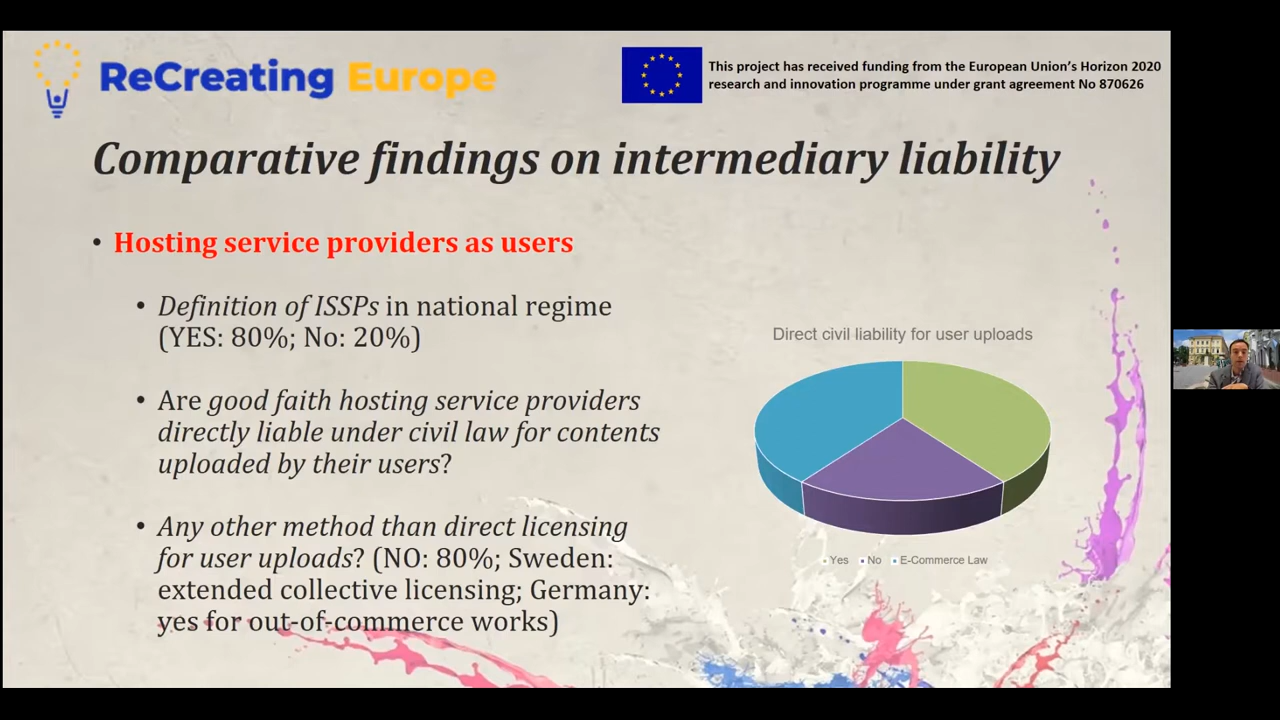 ReCreating Europe
This project has received funding from the European Union's Horizon 2020
research and innovation programme under grant agreement No 870626
Comparative findings on intermediary liability
• Hosting service providers as users
• Definition of ISSPs in national regime
(YES: 80%; No: 20%)
• Are good faith hosting service providers
directly liable under civil law for contents
uploaded by their users?
• Any other method than direct licensing
for user uploads? (NO: 80%; Sweden:
extended collective licensing; Germany:
yes for out-of-commerce works)
Direct civil liability for user uploads
Yes No E-Commerce Law